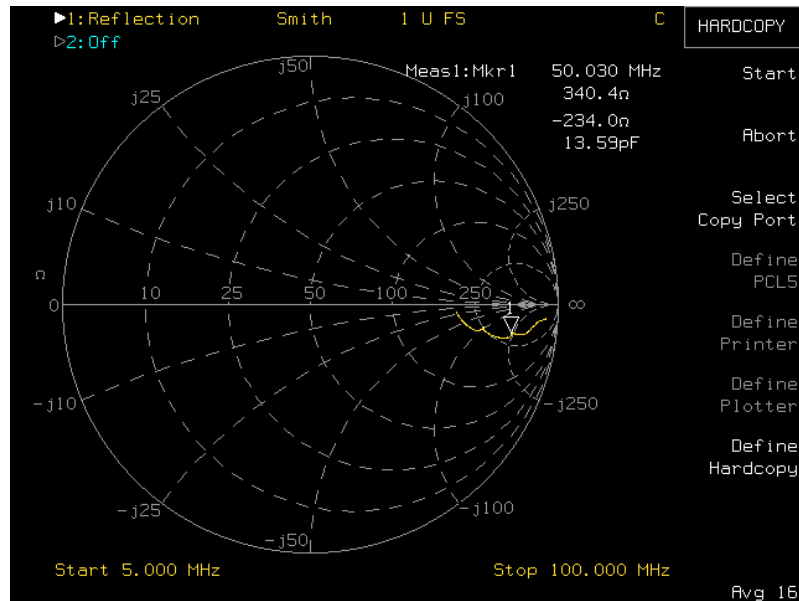 ▶1:Reflection Smith 1 U FS C
▷2:Off
HARDCOPY
Meas1:Mkr1 50.030 MHz
340.4Ω
-234.0Ω
13.59pF
Start
Abort
Select
Copy Port
Define
PCL5
Define
Printer
Define
Plotter
Define
Hardcopy
j50
j25
j100
j10
j250
C
0
10
25
50
100
250
∞
1
-j10
-j250
-j25
-j100
-j50
Start 5.000 MHz
Stop 100.000 MHz
Avg 16